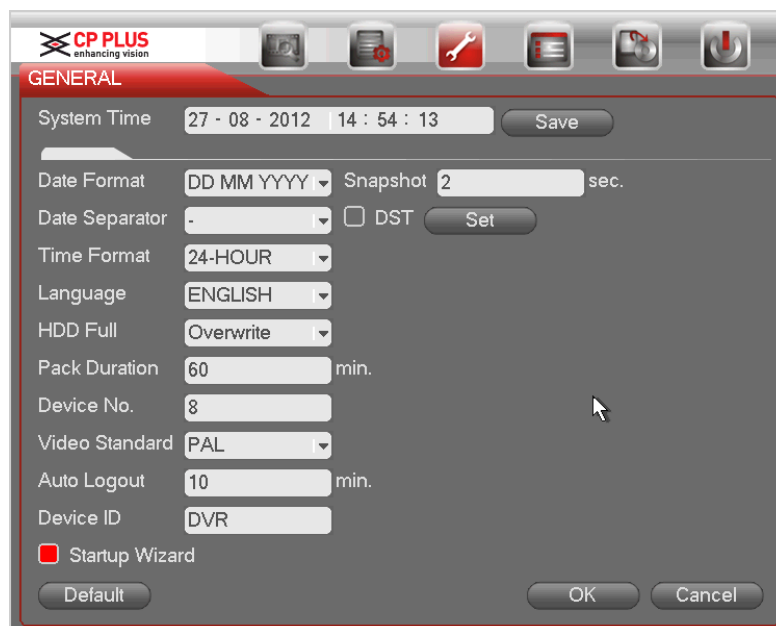 CP PLUS
enhancing vision
GENERAL
System Time 27 - 08 - 2012 14 : 54 : 13 Save
Date Format DD MM YYYY Snapshot 2 sec.
Date Separator - DST Set
Time Format 24-HOUR
Language ENGLISH
HDD Full Overwrite
Pack Duration 60 min.
Device No. 8
Video Standard PAL
Auto Logout 10 min.
Device ID DVR
Startup Wizard
Default OK Cancel